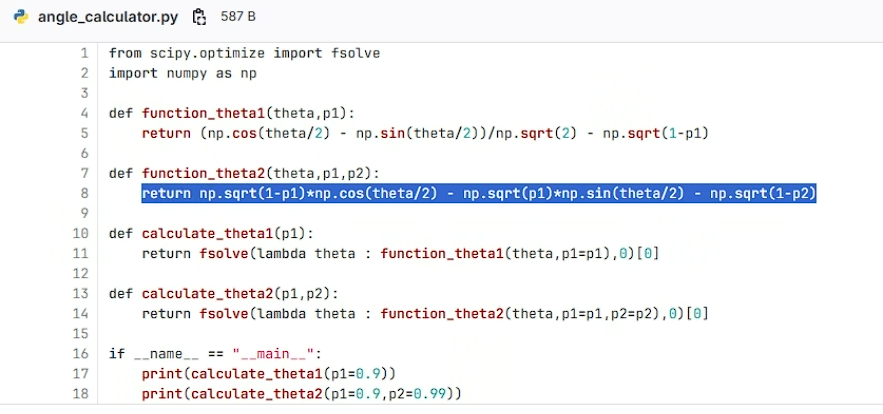 angle_calculator.py 587 B
1 from scipy.optimize import fsolve
2 import numpy as np
3
4 def function_theta1(theta,p1):
5     return (np.cos(theta/2) - np.sin(theta/2))/np.sqrt(2) - np.sqrt(1-p1)
6
7 def function_theta2(theta,p1,p2):
8     return np.sqrt(1-p1)*np.cos(theta/2) - np.sqrt(p1)*np.sin(theta/2) - np.sqrt(1-p2)
9
10 def calculate_theta1(p1):
11     return fsolve(lambda theta : function_theta1(theta,p1=p1),0)[0]
12
13 def calculate_theta2(p1,p2):
14     return fsolve(lambda theta : function_theta2(theta,p1=p1,p2=p2),0)[0]
15
16 if __name__ == "__main__":
17     print(calculate_theta1(p1=0.9))
18     print(calculate_theta2(p1=0.9,p2=0.99))